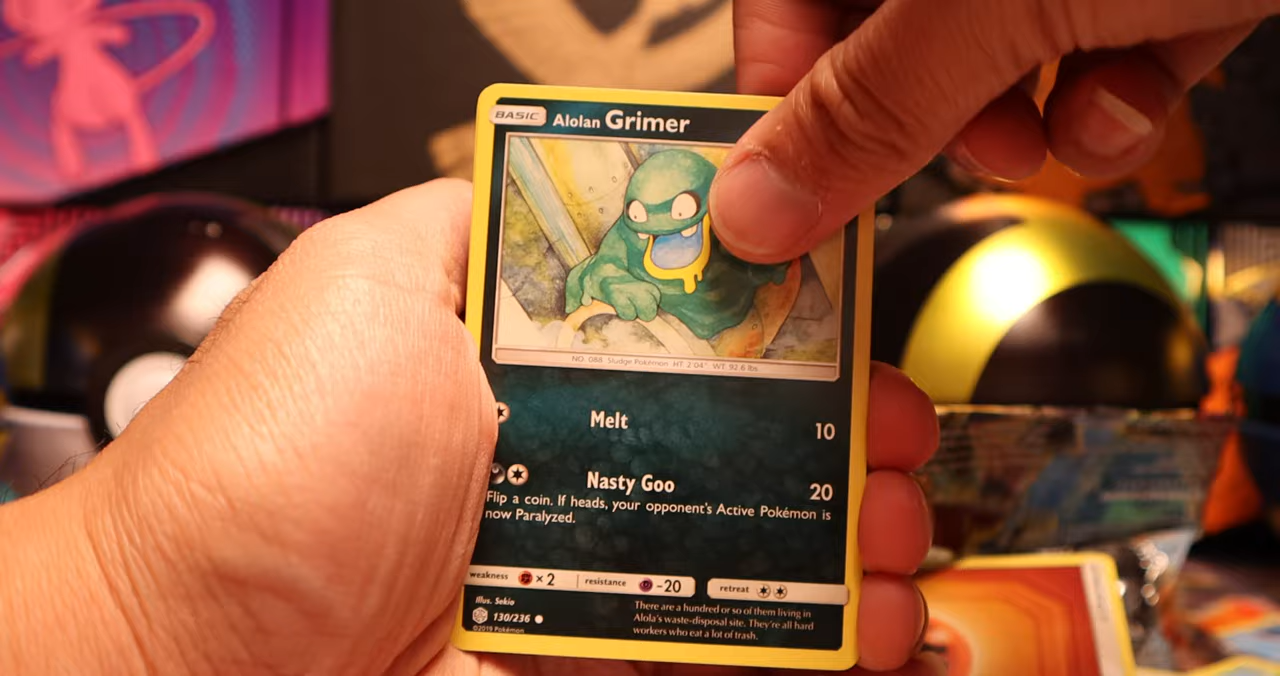 BASIC Alolan Grimer
NO. 088 Sludge Pokémon HT 2'04" WT 92.6 lbs
Melt 10
Nasty Goo 20
Flip a coin. If heads, your opponent's Active Pokémon is
now Paralyzed.
weakness ×2 resistance -20 retreat
Illus. Sekio
130/236
©2019 Pokémon
There are a hundred or so of them living in
Alola's waste-disposal site. They're all hard
workers who eat a lot of trash.